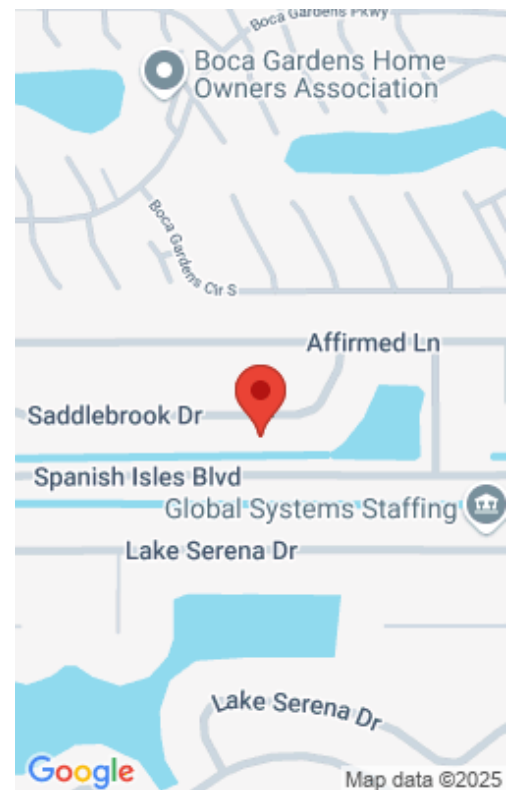 Boca Gardens Pkwy
Boca Gardens Home
Owners Association
Boca Gardens Cir S
Affirmed Ln
Saddlebrook Dr
Spanish Isles Blvd
Global Systems Staffing
Lake Serena Dr
Lake Serena Dr
Google
Map data ©2025